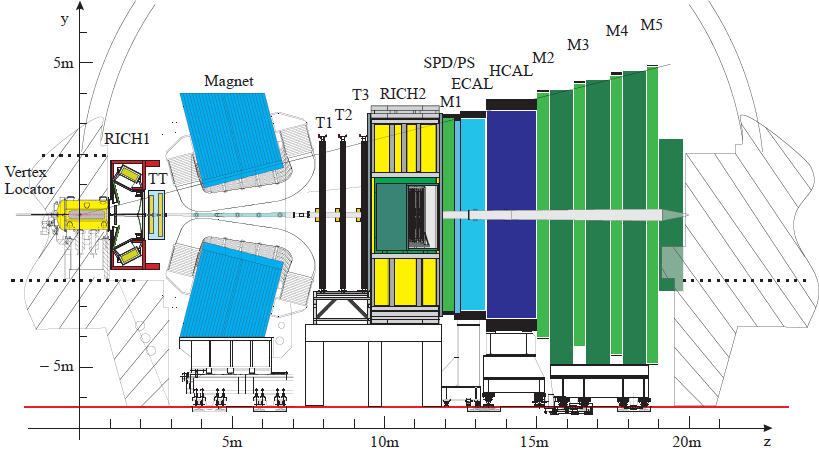 y
5m
Magnet
RICH1
Vertex
Locator
TT
T1
T2
T3
RICH2
SPD/PS
M1
ECAL
HCAL
M2
M3
M4
M5
– 5m
5m
10m
15m
20m
z